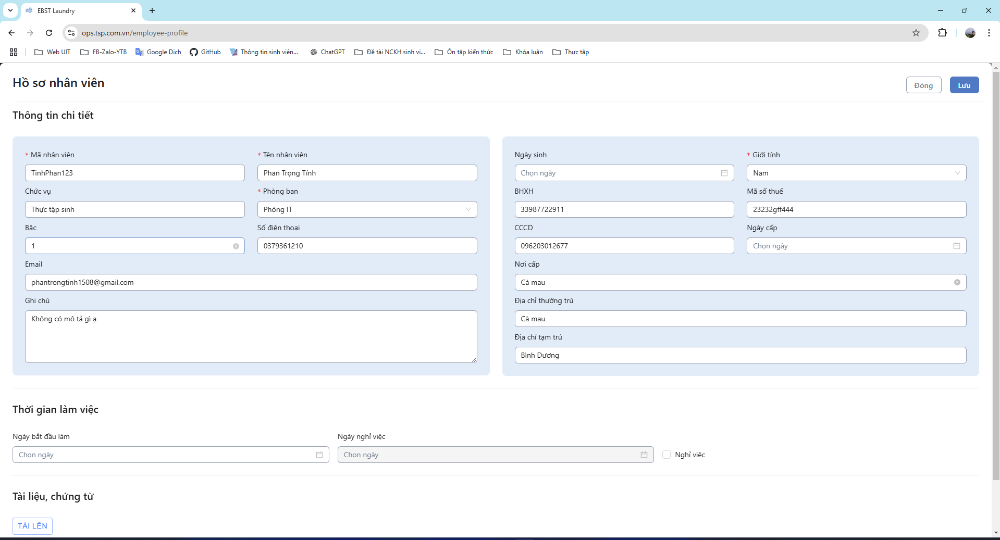 EBST Laundry
ops.tsp.com.vn/employee-profile
Web UIT
FB-Zalo-YTB
Google Dịch
GitHub
Thông tin sinh viên...
ChatGPT
Đề tài NCKH sinh vi...
Ôn tập kiến thức
Khóa luận
Thực tập
Hồ sơ nhân viên
Đóng
Lưu
Thông tin chi tiết
* Mã nhân viên
* Tên nhân viên
TinhPhan123
Phan Trọng Tính
Chức vụ
* Phòng ban
Thực tập sinh
Phòng IT
Bậc
Số điện thoại
1
0379361210
Email
phantrongtinh1508@gmail.com
Ghi chú
Không có mô tả gì ạ
Ngày sinh
* Giới tính
Chọn ngày
Nam
BHXH
Mã số thuế
33987722911
23232gff444
CCCD
Ngày cấp
096203012677
Chọn ngày
Nơi cấp
Cà mau
Địa chỉ thường trú
Cà mau
Địa chỉ tạm trú
Bình Dương
Thời gian làm việc
Ngày bắt đầu làm
Ngày nghỉ việc
Chọn ngày
Chọn ngày
Nghỉ việc
Tài liệu, chứng từ
TẢI LÊN